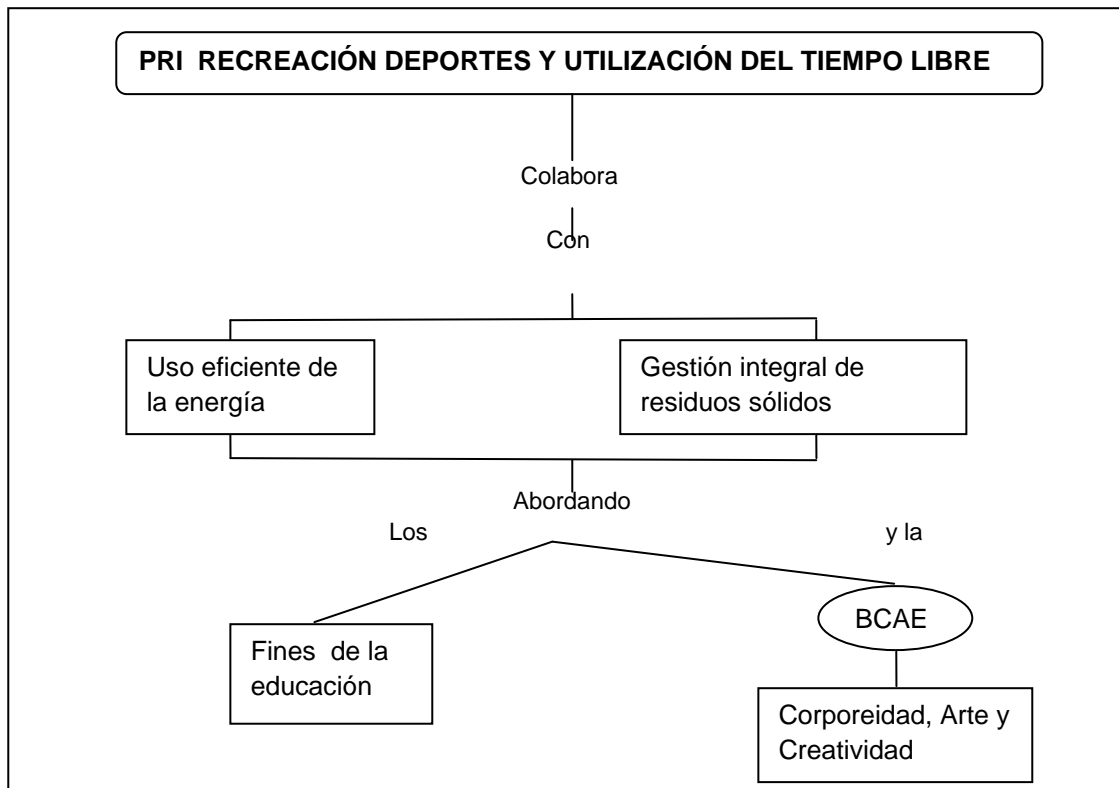 PRI  RECREACIÓN DEPORTES Y UTILIZACIÓN DEL TIEMPO LIBRE
Colabora
Con
Uso eficiente de
la energía
Gestión integral de
residuos sólidos
Abordando
Los
y la
BCAE
Fines  de la
educación
Corporeidad, Arte y
Creatividad